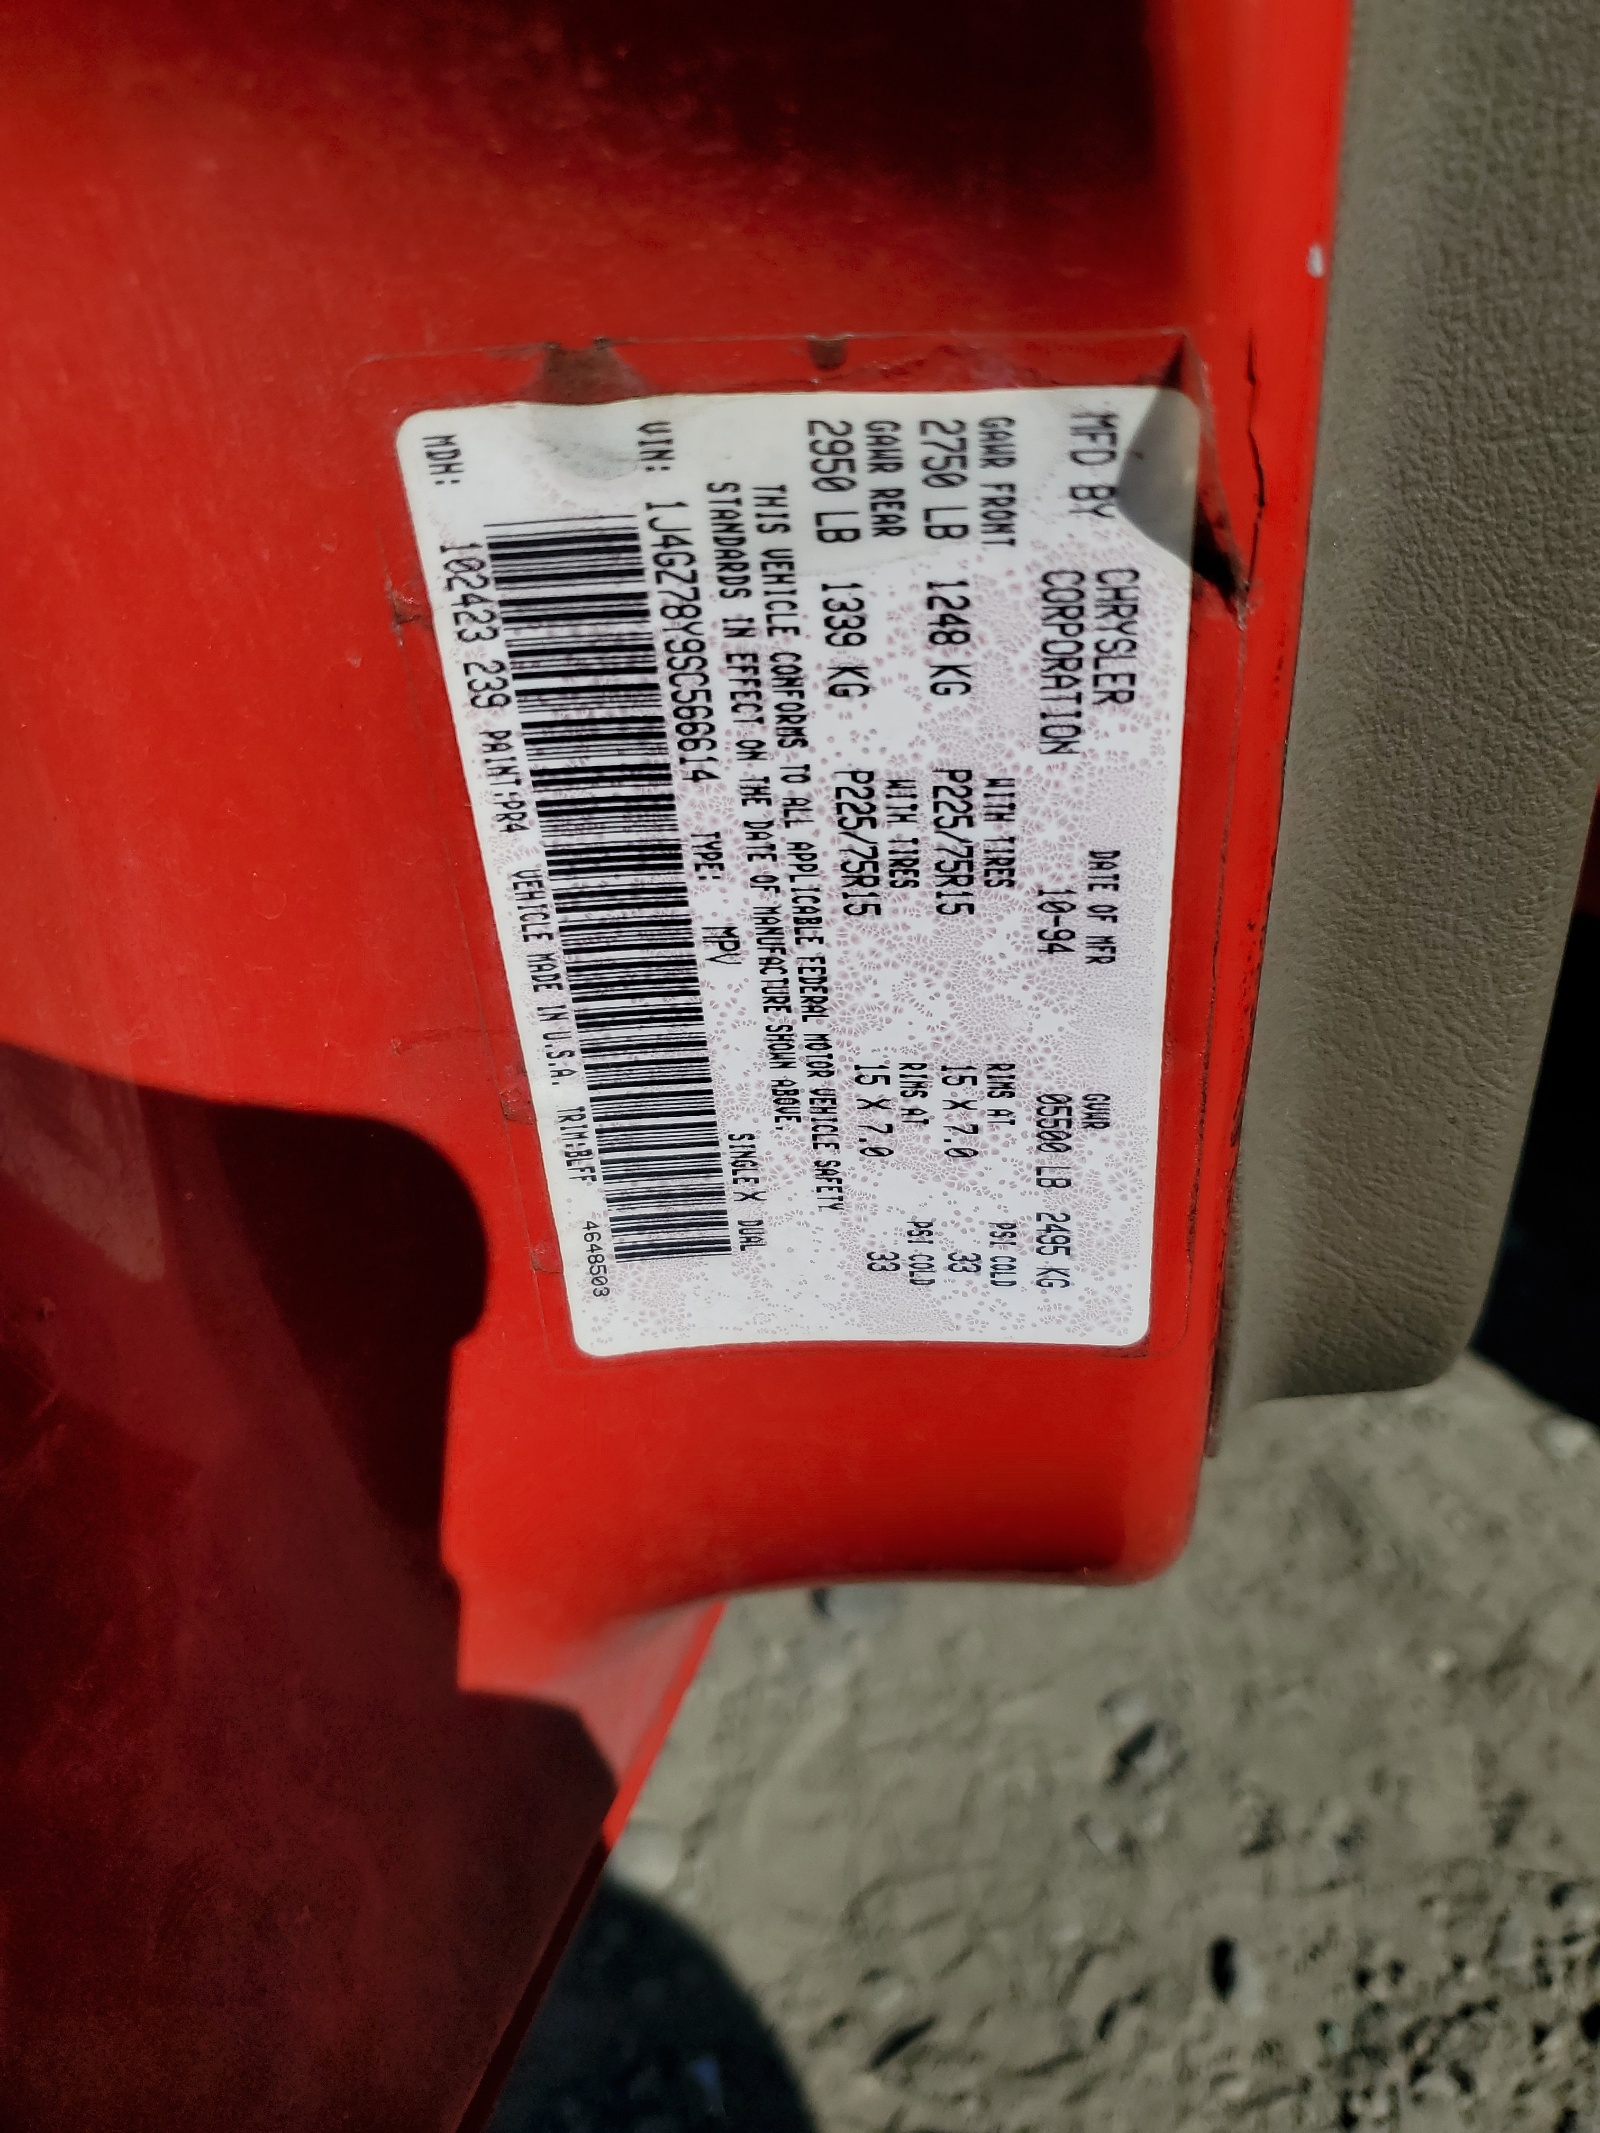 MFD BY CHRYSLER CORPORATION DATE OF MFR 10-94 GVWR 05500 LB 2495 KG
GAWR FRONT WITH TIRES RIMS AT PSI COLD
2750 LB 1248 KG P225/75R15 15 X 7.0 33
GAWR REAR WITH TIRES RIMS AT PSI COLD
2950 LB 1339 KG P225/75R15 15 X 7.0 33
THIS VEHICLE CONFORMS TO ALL APPLICABLE FEDERAL MOTOR VEHICLE SAFETY
STANDARDS IN EFFECT ON THE DATE OF MANUFACTURE SHOWN ABOVE.
VIN: 1J4GZ78Y9SC566614 TYPE: MPV SINGLE X DUAL
MDH: 102423 239 PAINT:PR4 VEHICLE MADE IN U.S.A. TRIM:BLFF 4648503